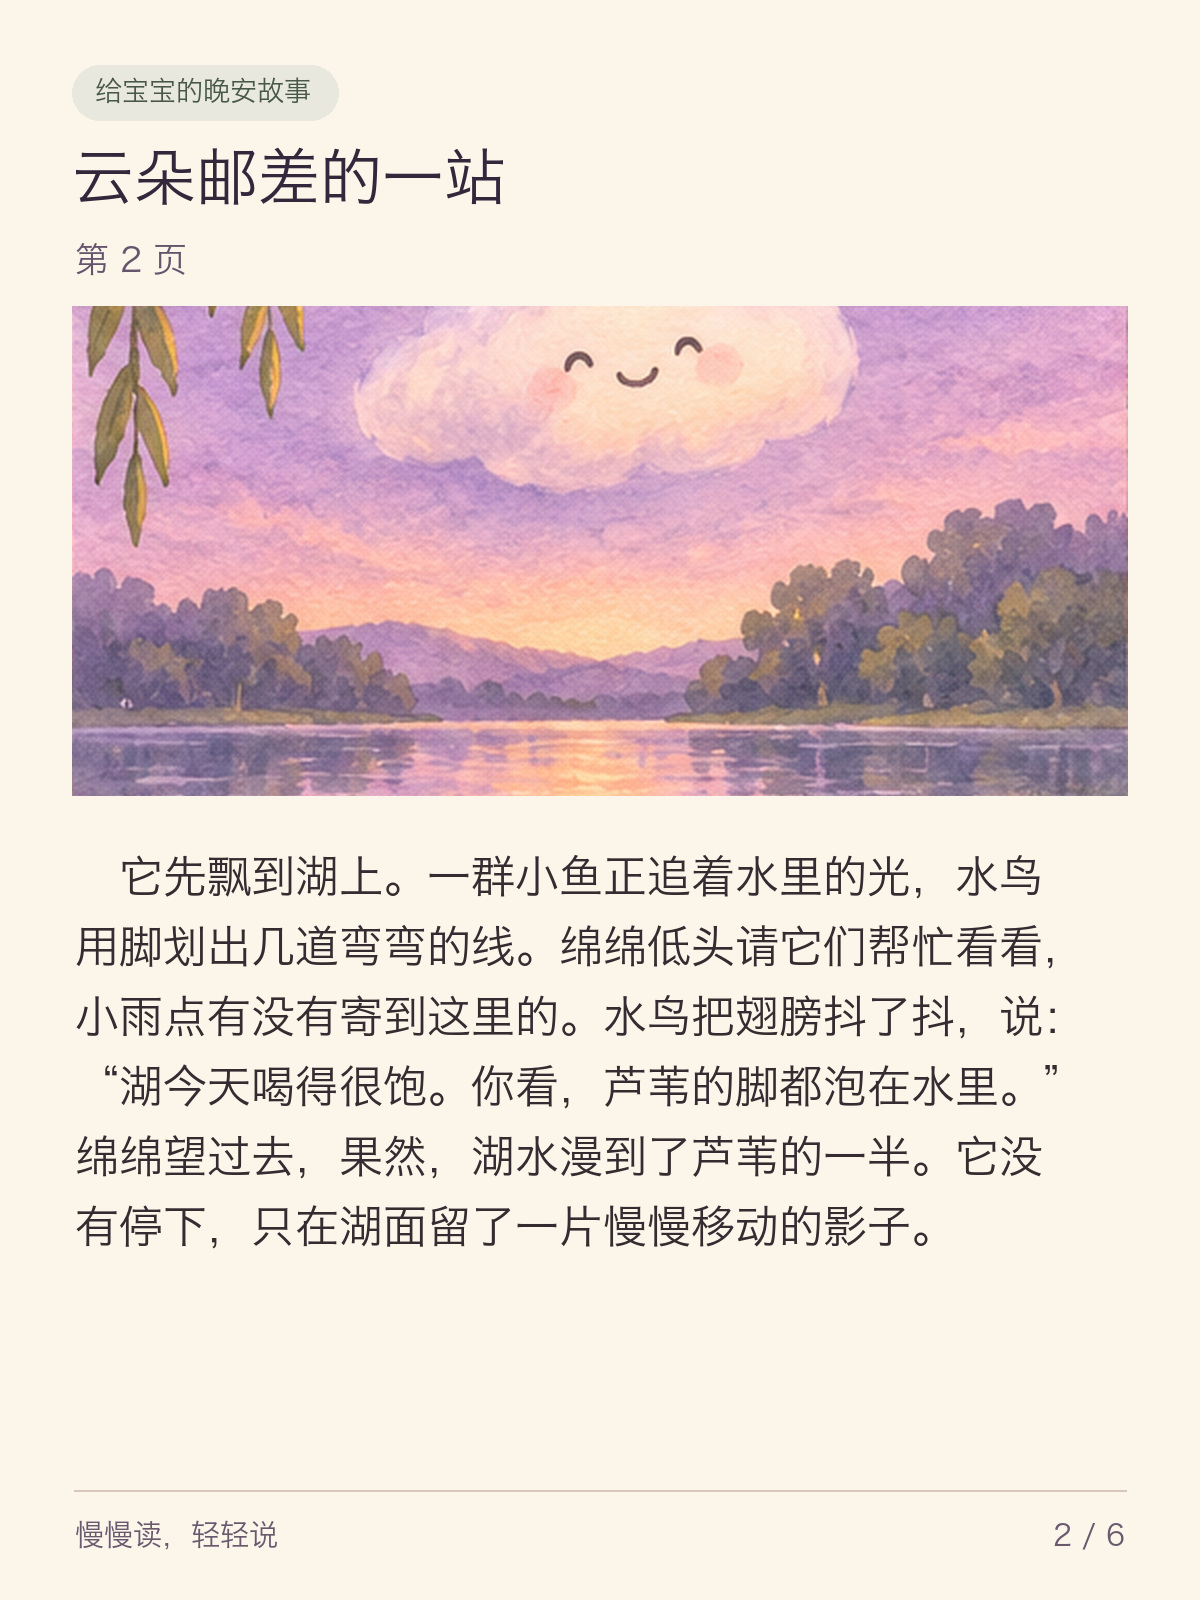 给宝宝的晚安故事
云朵邮差的一站
第 2 页
它先飘到湖上。一群小鱼正追着水里的光，水鸟
用脚划出几道弯弯的线。绵绵低头请它们帮忙看看，
小雨点有没有寄到这里的。水鸟把翅膀抖了抖，说：
“湖今天喝得很饱。你看，芦苇的脚都泡在水里。”
绵绵望过去，果然，湖水漫到了芦苇的一半。它没
有停下，只在湖面留了一片慢慢移动的影子。
慢慢读，轻轻说
2 / 6